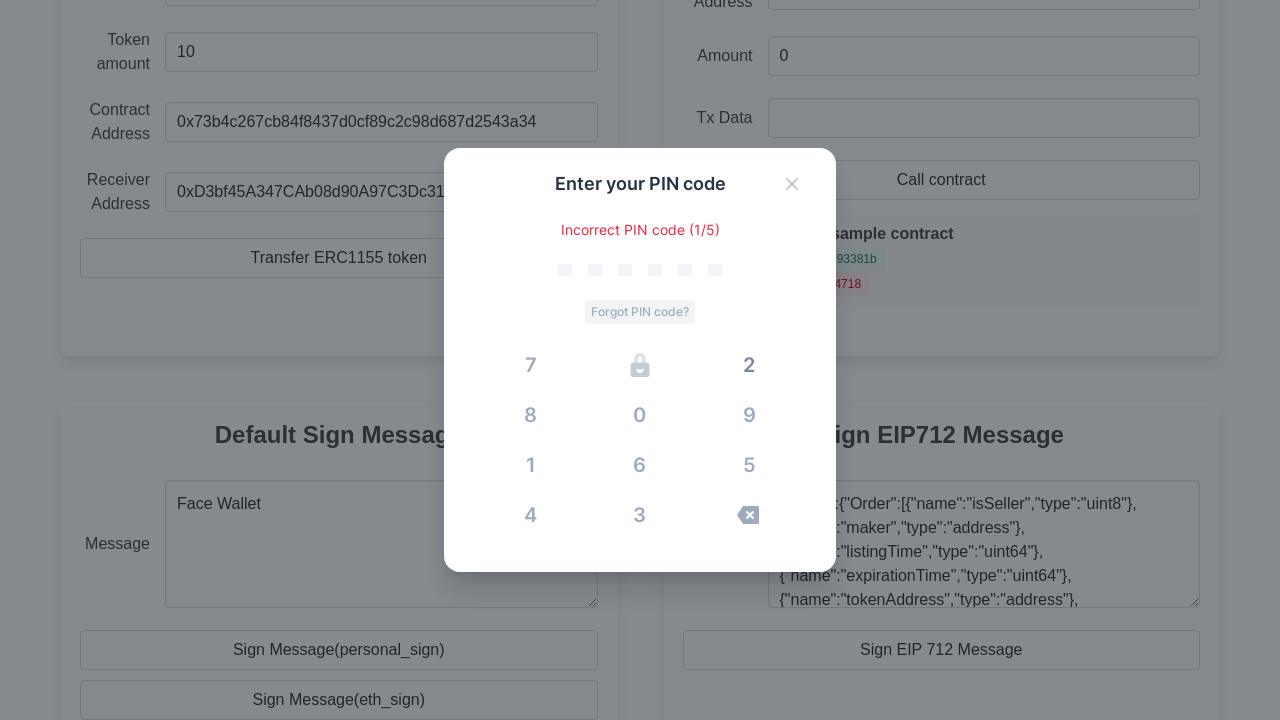 Address
Token
amount
10
Amount
0
Contract
Address
0x73b4c267cb84f8437d0cf89c2c98d687d2543a34
Tx Data
Receiver
Address
0xD3bf45A347CAb08d90A97C3Dc31
Call contract
Transfer ERC1155 token
sample contract
93381b
4718
Enter your PIN code
Incorrect PIN code (1/5)
Forgot PIN code?
7 2
8 0 9
1 6 5
4 3
Default Sign Messag
ign EIP712 Message
Message
Face Wallet
:{"Order":[{"name":"isSeller","type":"uint8"},
:"maker","type":"address"},
:"listingTime","type":"uint64"},
{"name":"expirationTime","type":"uint64"},
{"name":"tokenAddress","type":"address"},
Sign Message(personal_sign)
Sign EIP 712 Message
Sign Message(eth_sign)